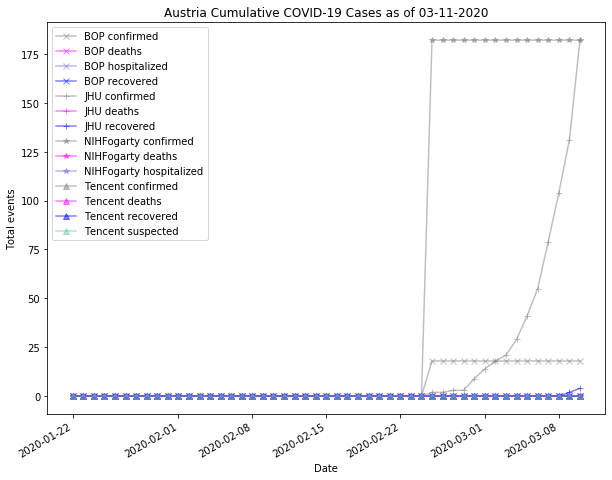 Austria Cumulative COVID-19 Cases as of 03-11-2020
BOP confirmed
BOP deaths
BOP hospitalized
BOP recovered
JHU confirmed
JHU deaths
JHU recovered
NIHFogarty confirmed
NIHFogarty deaths
NIHFogarty hospitalized
Tencent confirmed
Tencent deaths
Tencent recovered
Tencent suspected
Total events
175
150
125
100
75
50
25
0
2020-01-22
2020-02-01
2020-02-08
2020-02-15
2020-02-22
2020-03-01
2020-03-08
Date